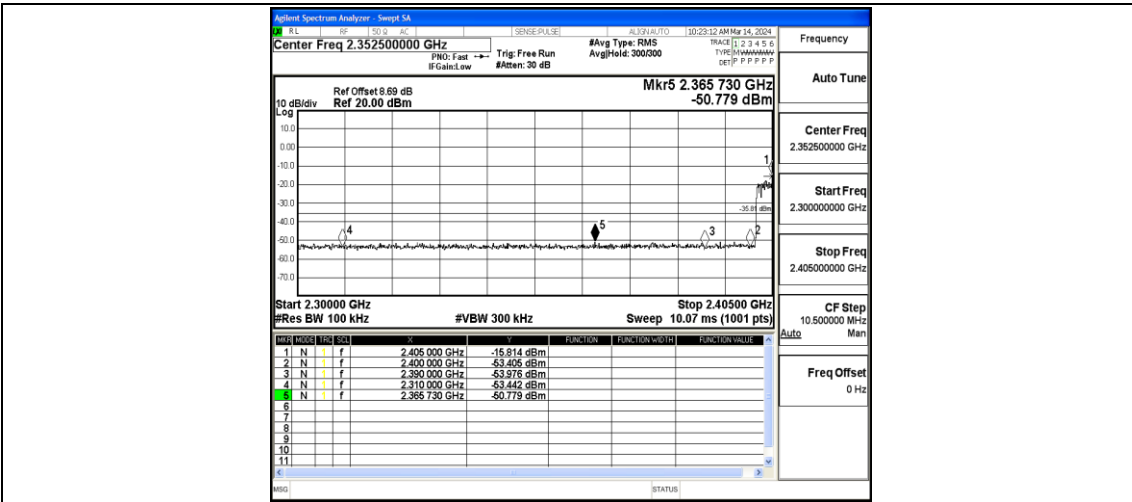 Agilent Spectrum Analyzer - Swept SA
RL RF 50 Ω AC SENSE:PULSE ALIGN AUTO 10:23:12 AM Mar 14, 2024
Center Freq 2.352500000 GHz
PNO: Fast
IFGain:Low
Trig: Free Run
#Atten: 30 dB
#Avg Type: RMS
Avg|Hold: 300/300
TRACE 1 2 3 4 5 6
TYPE M WWWWW
DET P P P P P P
Mkr5 2.365 730 GHz
-50.779 dBm
Ref Offset 8.69 dB
10 dB/div Ref 20.00 dBm
Log
10.0
0.00
-10.0
-20.0
-30.0
-40.0
-50.0
-60.0
-70.0
1
-35.81 dBm
4
5
3
2
Start 2.30000 GHz Stop 2.40500 GHz
#Res BW 100 kHz #VBW 300 kHz Sweep 10.07 ms (1001 pts)
MKR MODE TRC SCL X Y FUNCTION FUNCTION WIDTH FUNCTION VALUE
1 N 1 f 2.405 000 GHz -15.814 dBm
2 N 1 f 2.400 000 GHz -53.405 dBm
3 N 1 f 2.390 000 GHz -53.976 dBm
4 N 1 f 2.310 000 GHz -53.442 dBm
5 N 1 f 2.365 730 GHz -50.779 dBm
6
7
8
9
10
11
MSG STATUS
Frequency
Auto Tune
Center Freq
2.352500000 GHz
Start Freq
2.300000000 GHz
Stop Freq
2.405000000 GHz
CF Step
10.500000 MHz
Auto Man
Freq Offset
0 Hz